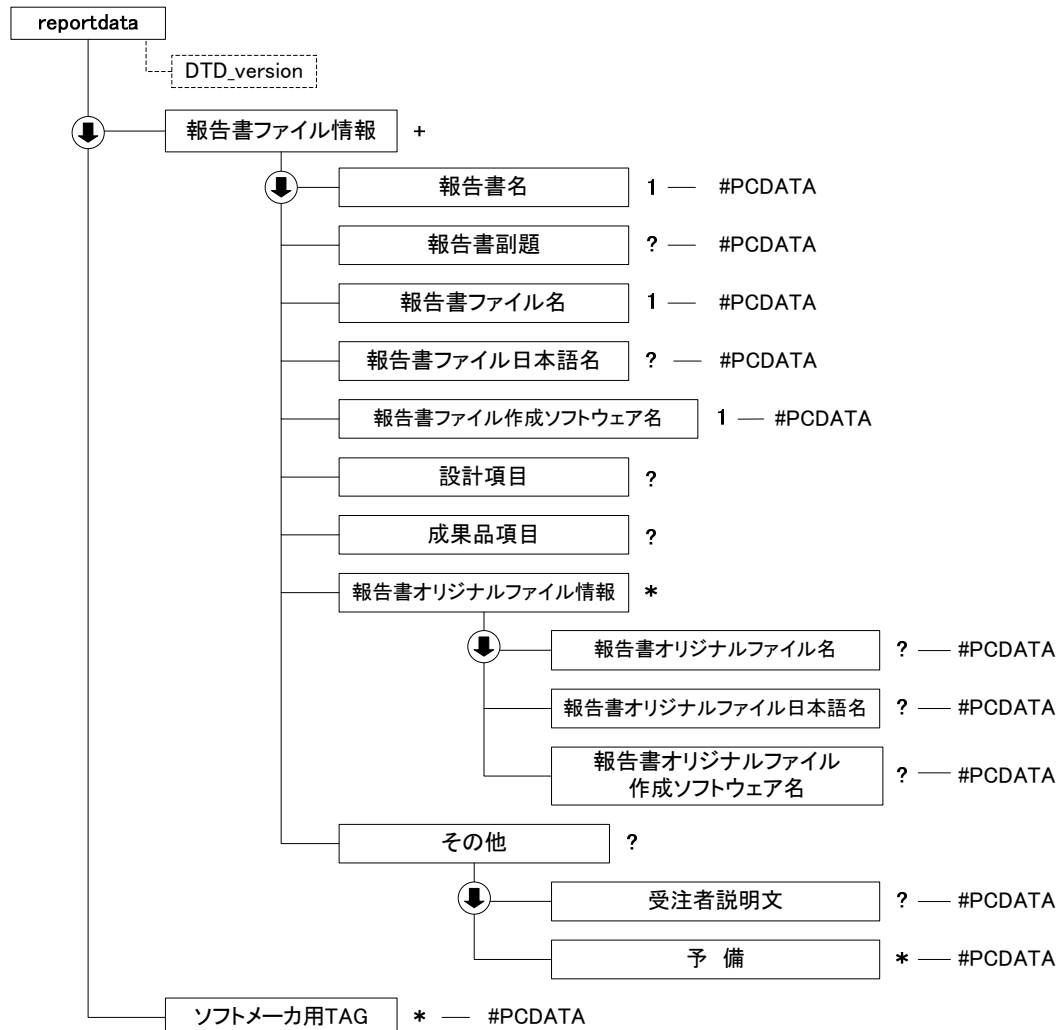 reportdata
DTD_version
報告書ファイル情報 +
報告書名 1 #PCDATA
報告書副題 ? #PCDATA
報告書ファイル名 1 #PCDATA
報告書ファイル日本語名 ? #PCDATA
報告書ファイル作成ソフトウェア名 1 #PCDATA
設計項目 ?
成果品項目 ?
報告書オリジナルファイル情報 *
報告書オリジナルファイル名 ? #PCDATA
報告書オリジナルファイル日本語名 ? #PCDATA
報告書オリジナルファイル
作成ソフトウェア名 ? #PCDATA
その他 ?
受注者説明文 ? #PCDATA
予 備 * #PCDATA
ソフトメーカ用TAG * #PCDATA